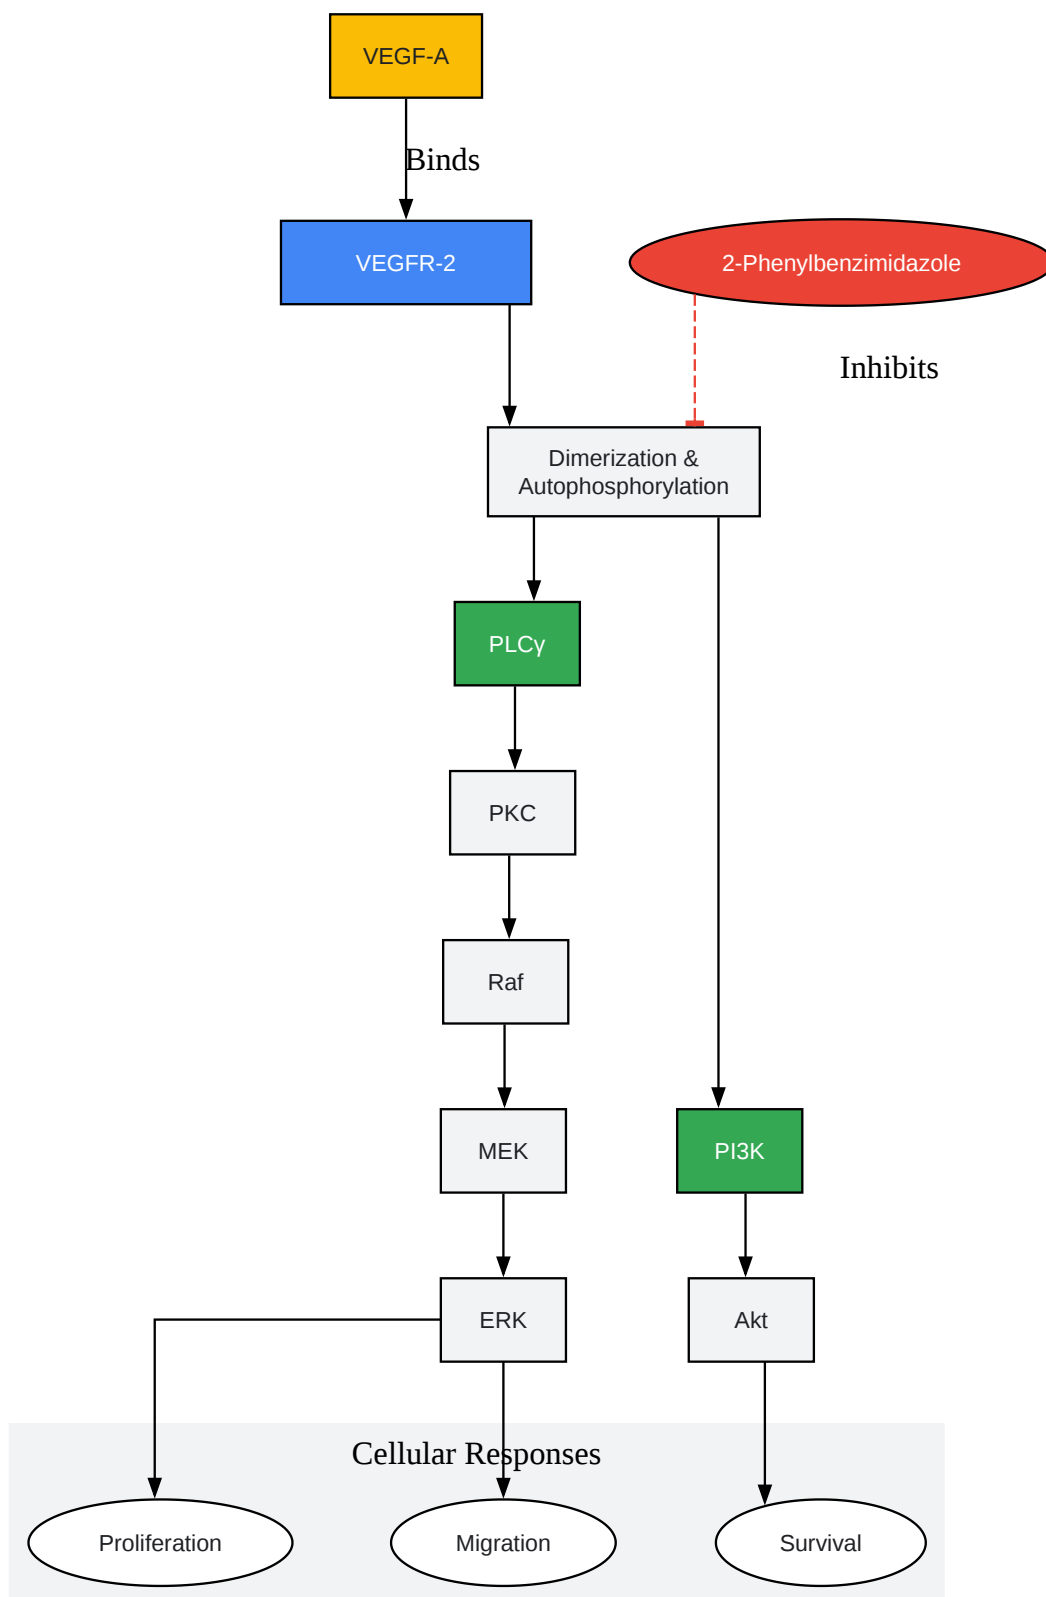 VEGF-A
Binds
VEGFR-2
2-Phenylbenzimidazole
Inhibits
Dimerization &
Autophosphorylation
PLCγ
PKC
Raf
MEK
PI3K
ERK
Akt
Cellular Responses
Proliferation
Migration
Survival